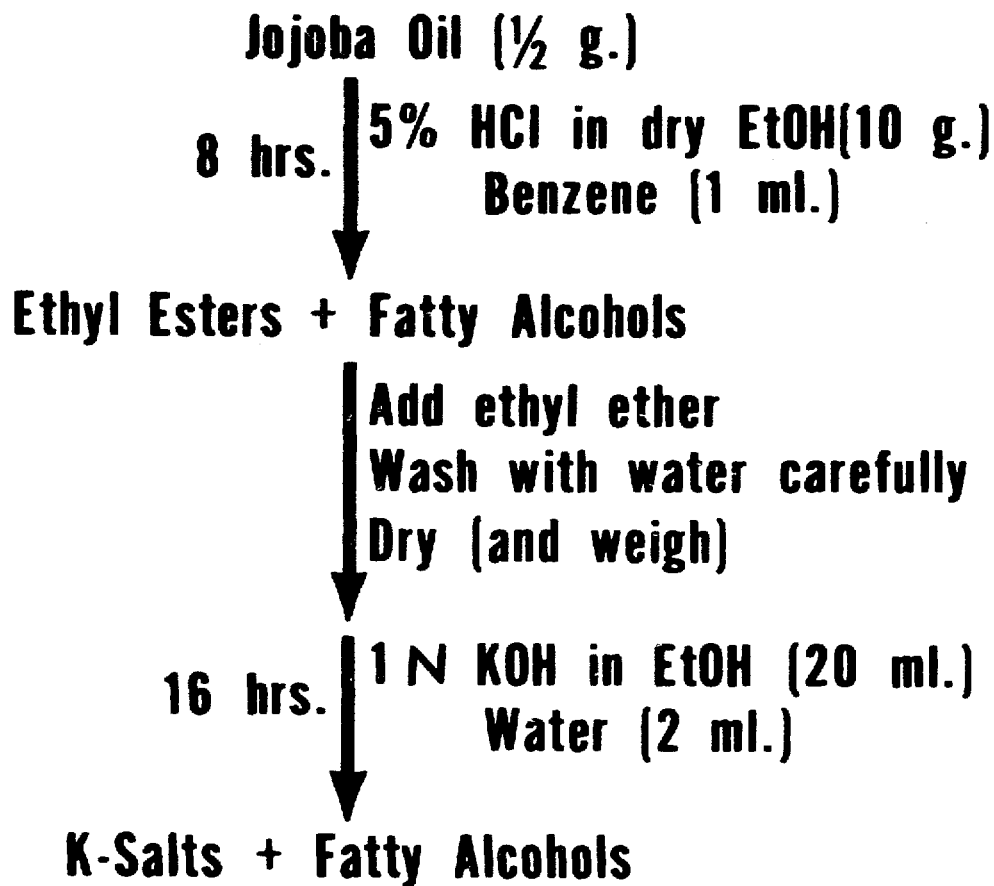 Jojoba Oil (½ g.)
8 hrs.
5% HCl in dry EtOH(10 g.)
Benzene (1 ml.)
Ethyl Esters + Fatty Alcohols
Add ethyl ether
Wash with water carefully
Dry (and weigh)
16 hrs.
1 N KOH in EtOH (20 ml.)
Water (2 ml.)
K-Salts + Fatty Alcohols